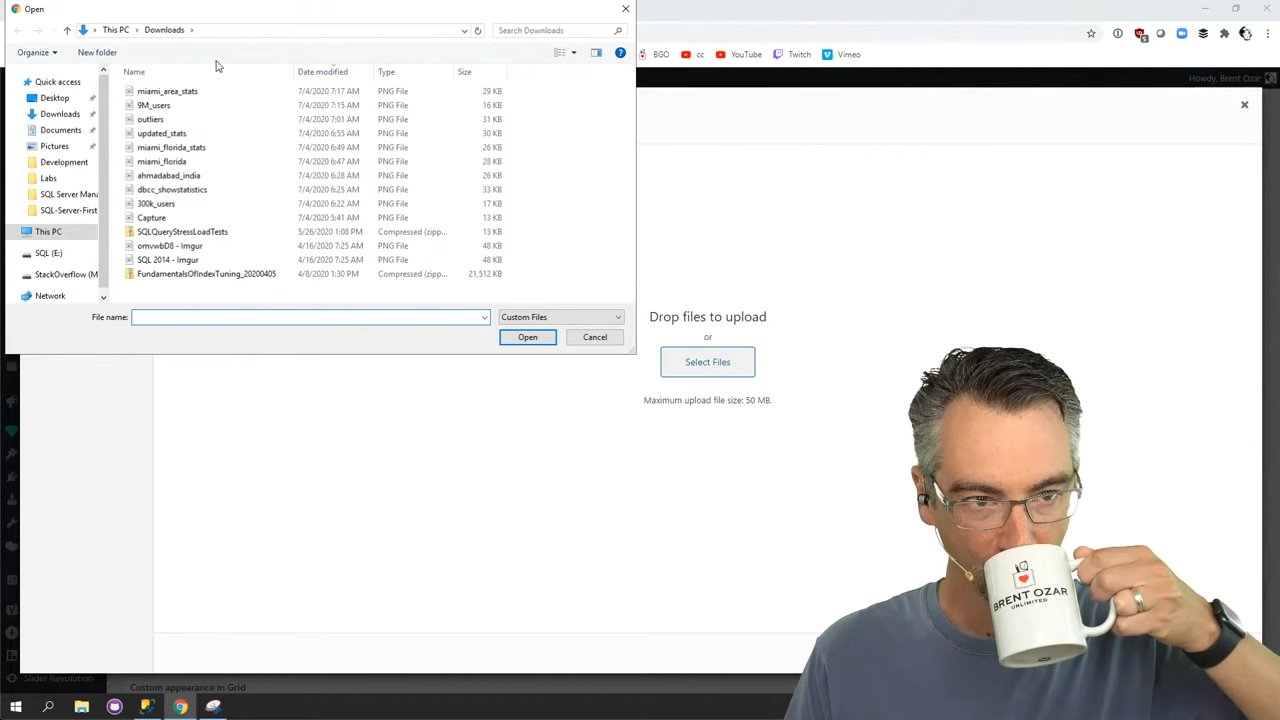 Open
This PC
Downloads
Search Downloads
Organize
New folder
BGO
cc
YouTube
Twitch
Vimeo
Howdy, Brent Ozar
Name
Date modified
Type
Size
Quick access
Desktop
Downloads
Documents
Pictures
Development
Labs
SQL Server Mana
SQL-Server-First
This PC
SQL (E:)
StackOverflow (M
Network
miami_area_stats 7/4/2020 7:17 AM PNG File 29 KB
9M_users 7/4/2020 7:15 AM PNG File 16 KB
outliers 7/4/2020 7:01 AM PNG File 31 KB
updated_stats 7/4/2020 6:55 AM PNG File 30 KB
miami_florida_stats 7/4/2020 6:49 AM PNG File 26 KB
miami_florida 7/4/2020 6:47 AM PNG File 28 KB
ahmadabad_india 7/4/2020 6:28 AM PNG File 26 KB
dbcc_showstatistics 7/4/2020 6:25 AM PNG File 33 KB
300k_users 7/4/2020 6:22 AM PNG File 17 KB
Capture 7/4/2020 5:41 AM PNG File 13 KB
SQLQueryStressLoadTests 5/26/2020 1:08 PM Compressed (zipp... 13 KB
omvwbD8 - Imgur 4/16/2020 7:25 AM PNG File 48 KB
SQL 2014 - Imgur 4/16/2020 7:25 AM PNG File 48 KB
FundamentalsOfIndexTuning_20200405 4/8/2020 1:30 PM Compressed (zipp... 21,512 KB
File name:
Custom Files
Open
Cancel
Drop files to upload
or
Select Files
Maximum upload file size: 50 MB.
BRENT OZAR
UNLIMITED
Slider Revolution
Custom appearance in Grid